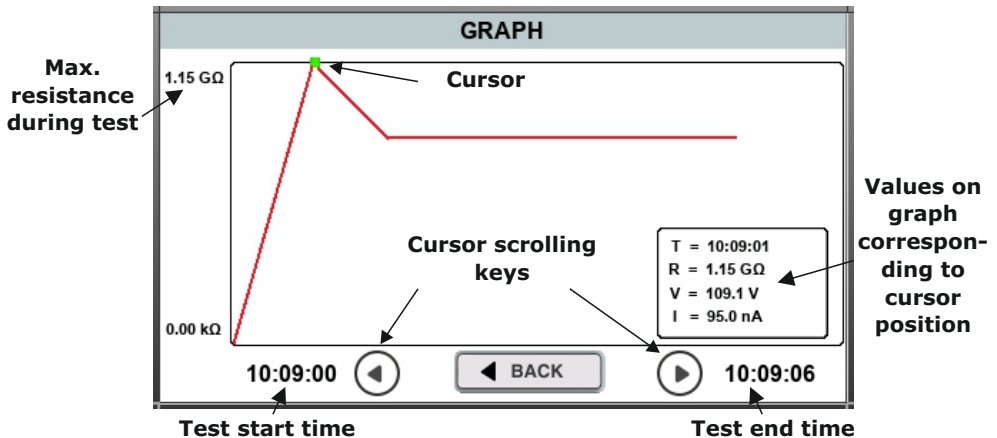 GRAPH
Max.
resistance
during test
1.15 GΩ
Cursor
Values on
graph
correspon-
ding to
cursor
position
Cursor scrolling
keys
T = 10:09:01
R = 1.15 GΩ
V = 109.1 V
I = 95.0 nA
0.00 kΩ
10:09:00
BACK
10:09:06
Test start time
Test end time